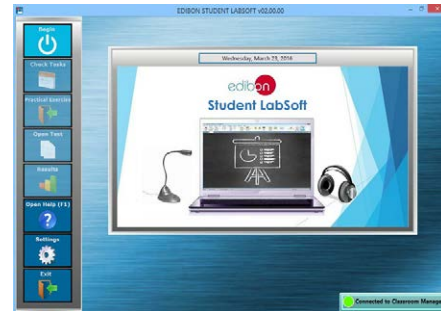 EDIBON STUDENT LABSOFT v02.00.00
Begin
Check Tasks
Practical Exercise
Open Test
Results
Open Help (F1)
Settings
Exit
Wednesday, March 23, 2016
edibon
Student LabSoft
Connected to Classroom Manage